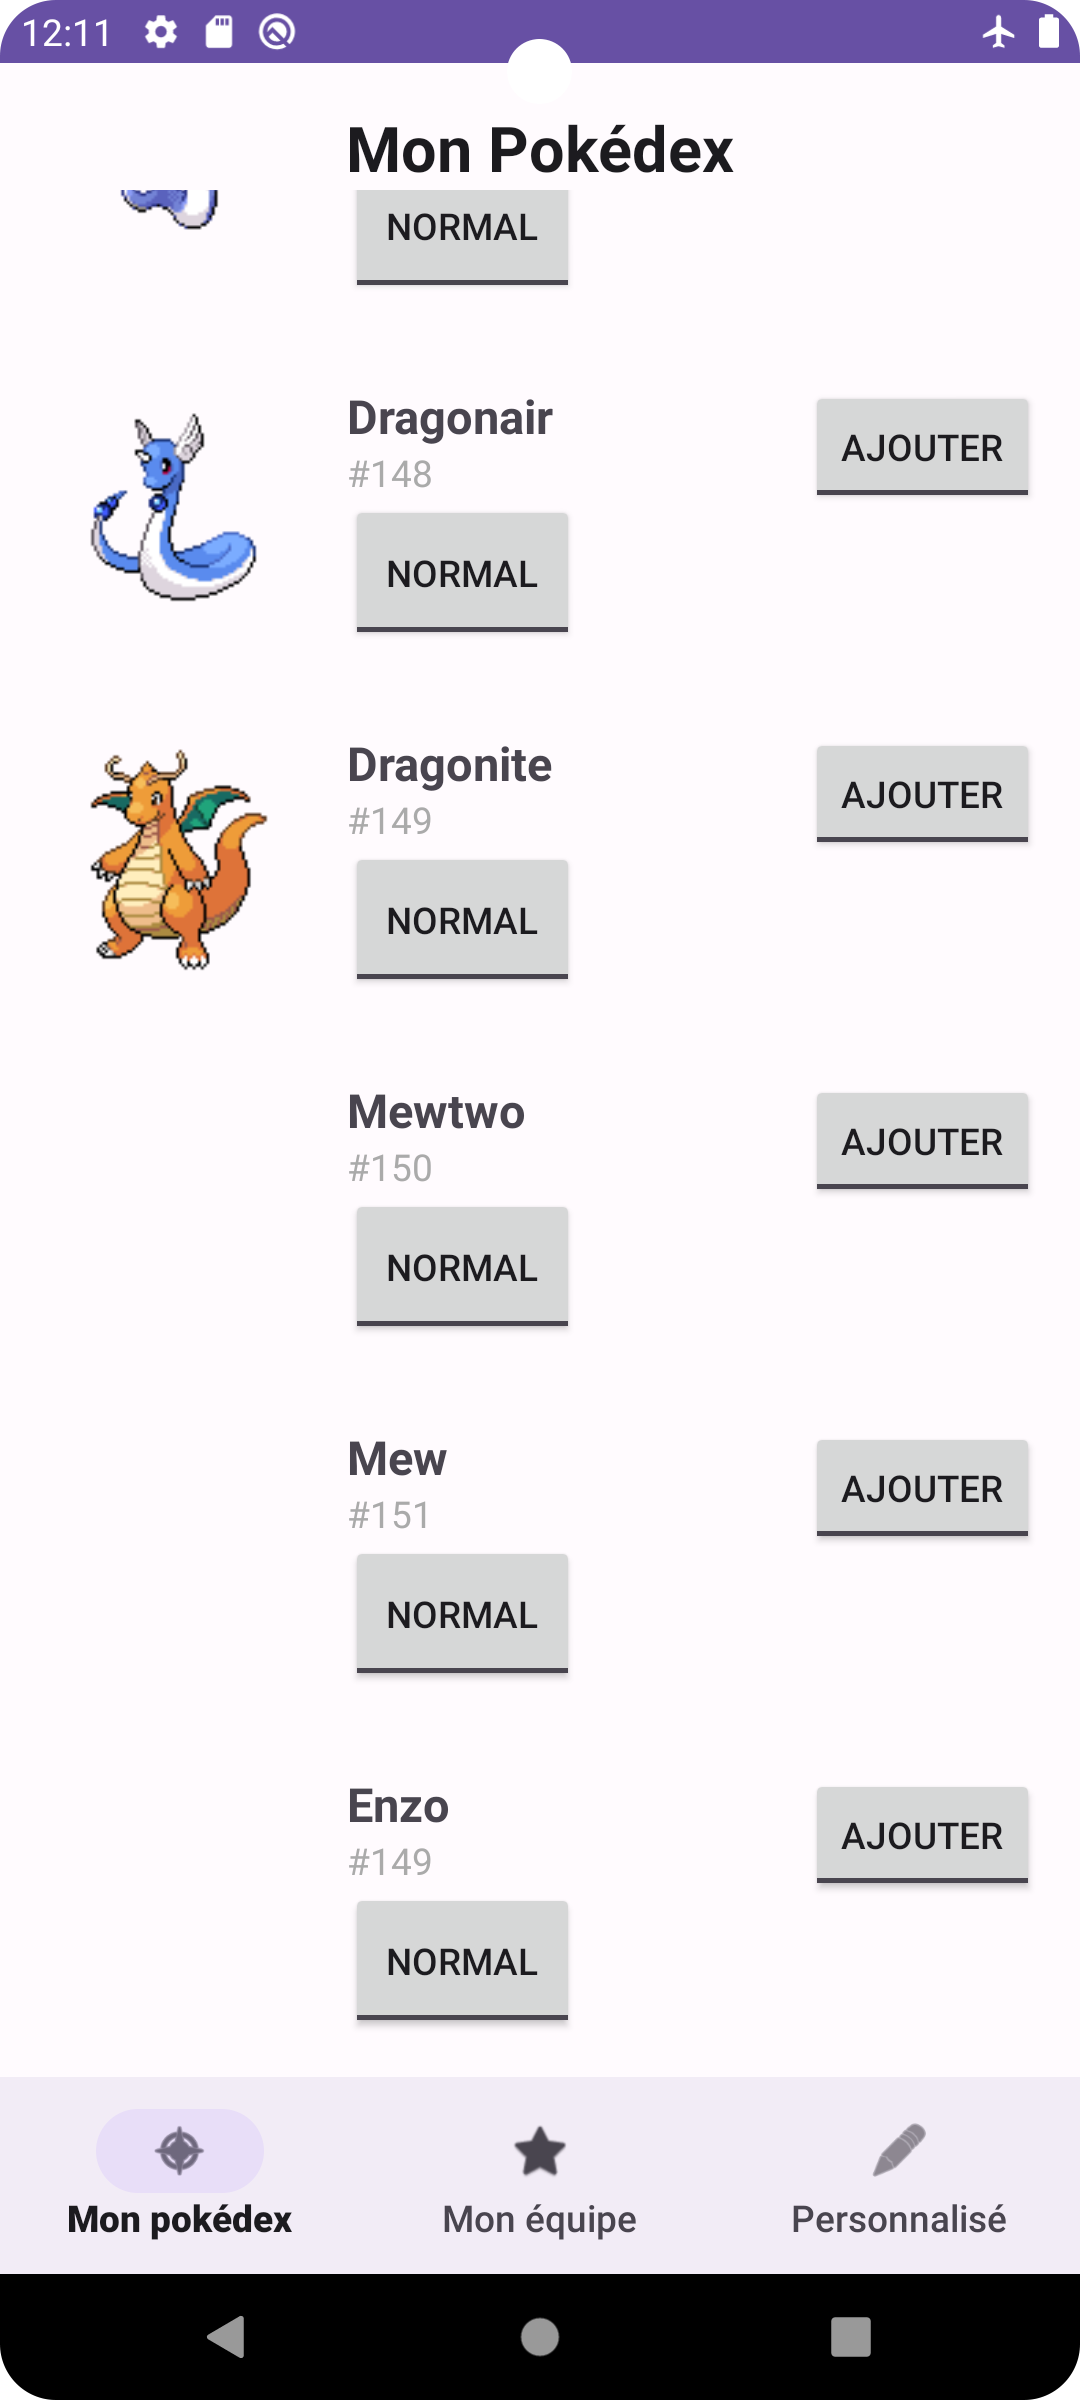 12:11
Mon Pokédex
NORMAL
Dragonair
#148
AJOUTER
NORMAL
Dragonite
#149
AJOUTER
NORMAL
Mewtwo
#150
AJOUTER
NORMAL
Mew
#151
AJOUTER
NORMAL
Enzo
#149
AJOUTER
NORMAL
Mon pokédex
Mon équipe
Personnalisé